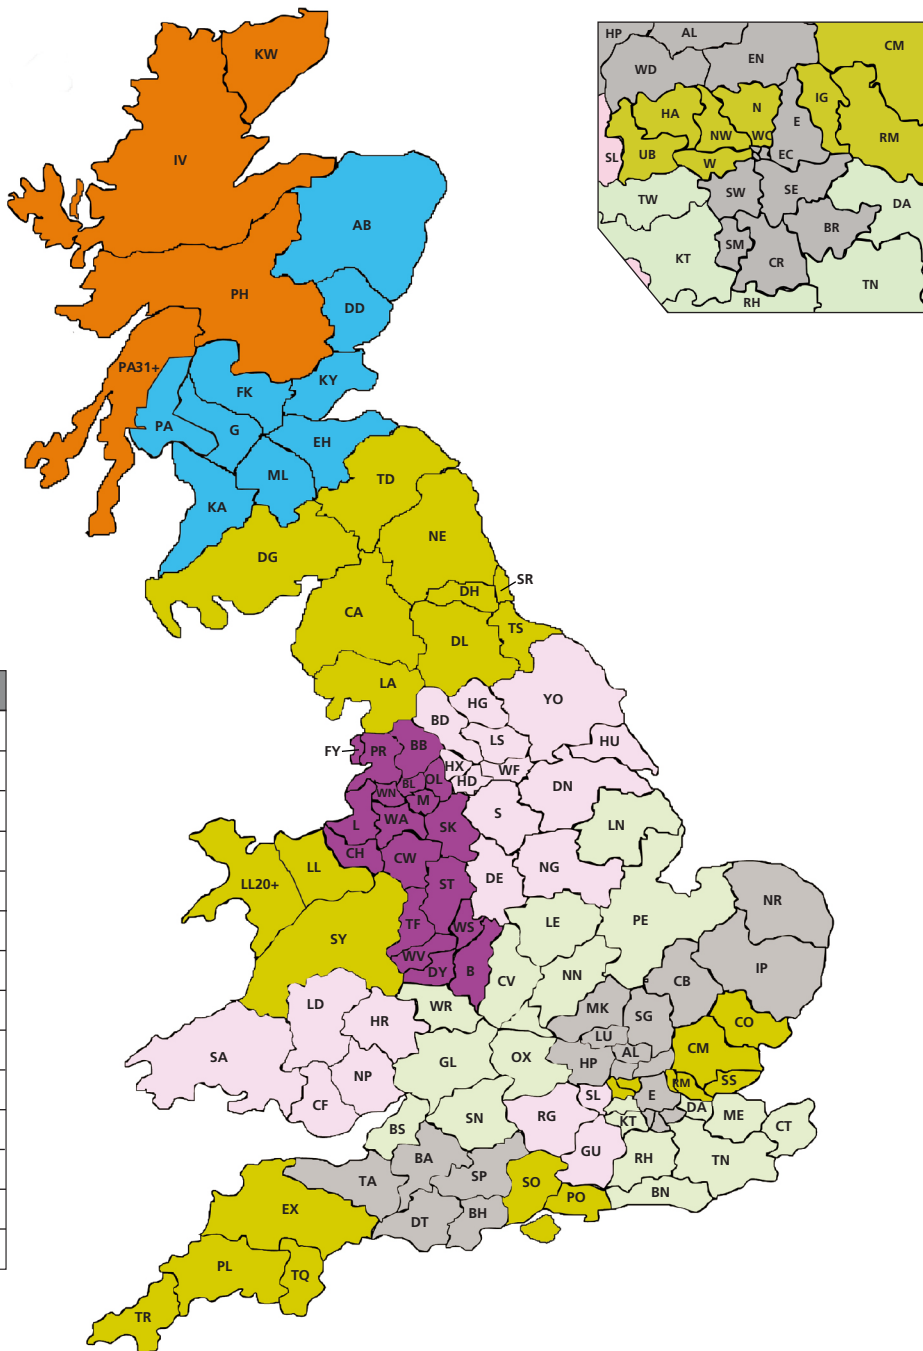 KW
IV
AB
PH
DD
PA31+
FK
KY
PA
G
EH
ML
KA
TD
DG
NE
SR
DH
CA
TS
DL
LA
YO
HG
BD
HU
LS
FY
PR
BB
HX
WF
HD
OL
BL
WN
M
DN
S
L
WA
SK
LN
CH
CW
LL
NG
DE
ST
LL20+
NR
TF
WS
LE
PE
SY
WV
DY
B
IP
CV
NN
CB
WR
LD
MK
SG
HR
CO
LU
AL
CM
SA
GL
OX
HP
NP
RM
SS
CF
SL
E
DA
ME
SN
RG
KT
CT
BS
GU
RH
TN
BA
SP
TA
SO
PO
BN
EX
DT
BH
PL
TQ
TR
HP
AL
CM
EN
WD
IG
HA
N
E
NW
WC
RM
SL
UB
W
EC
TW
SW
SE
DA
BR
SM
KT
CR
TN
RH